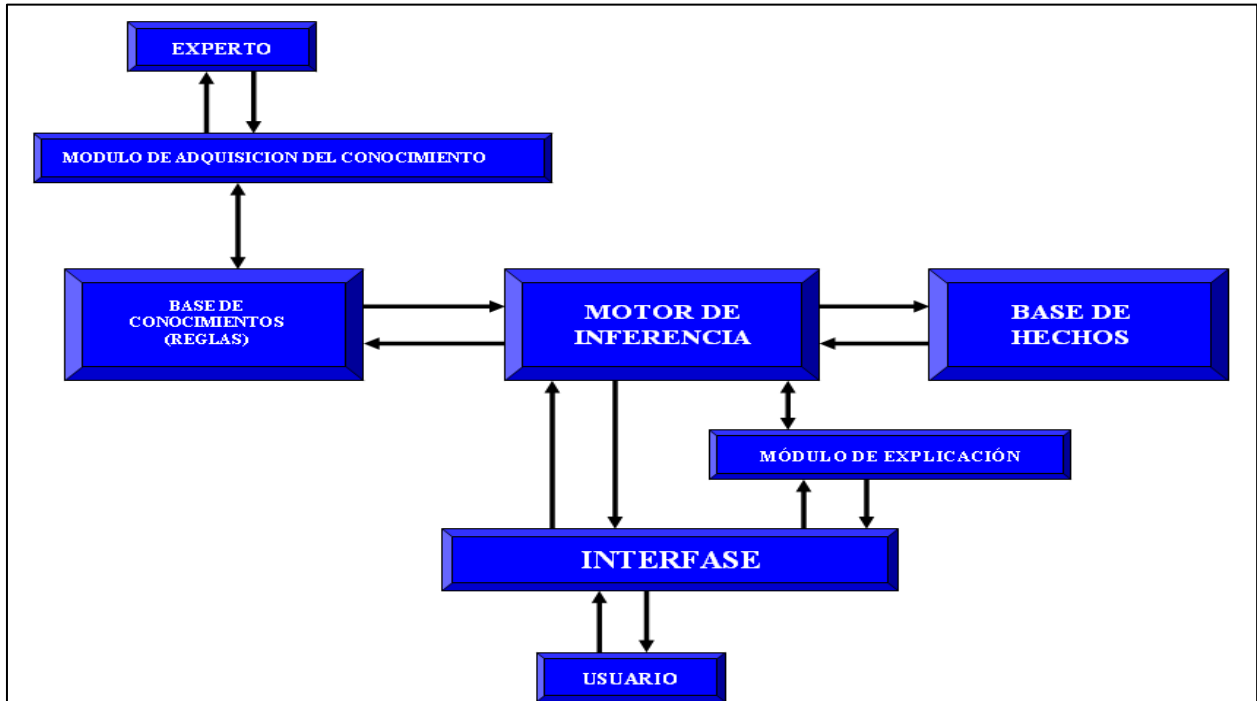 EXPERTO
MODULO DE ADQUISICION DEL CONOCIMIENTO
BASE DE
CONOCIMIENTOS
(REGLAS)
MOTOR DE
INFERENCIA
BASE DE
HECHOS
MÓDULO DE EXPLICACIÓN
INTERFASE
USUARIO